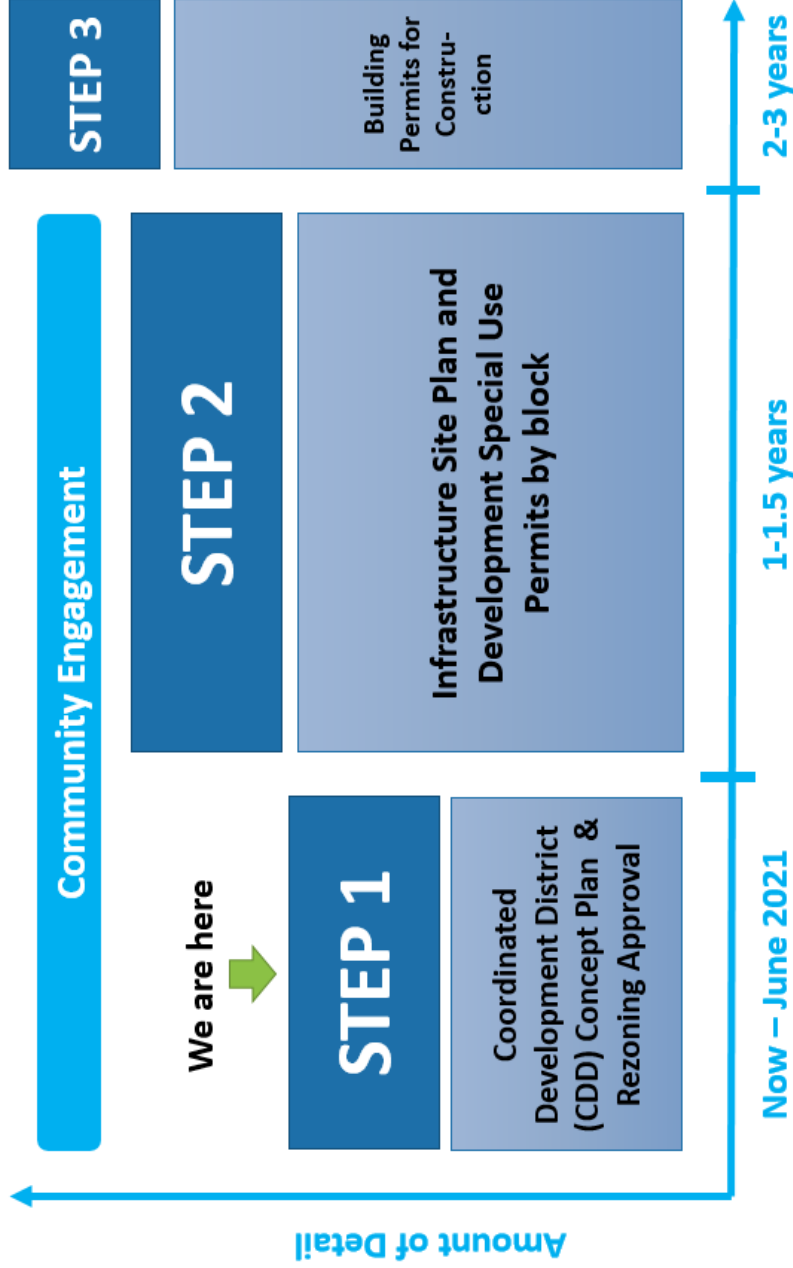 Community Engagement
We are here
STEP 1
Coordinated
Development District
(CDD) Concept Plan &
Rezoning Approval
STEP 2
Infrastructure Site Plan and
Development Special Use
Permits by block
STEP 3
Building
Permits for
Constru-
ction
Amount of Detail
Now – June 2021
1-1.5 years
2-3 years